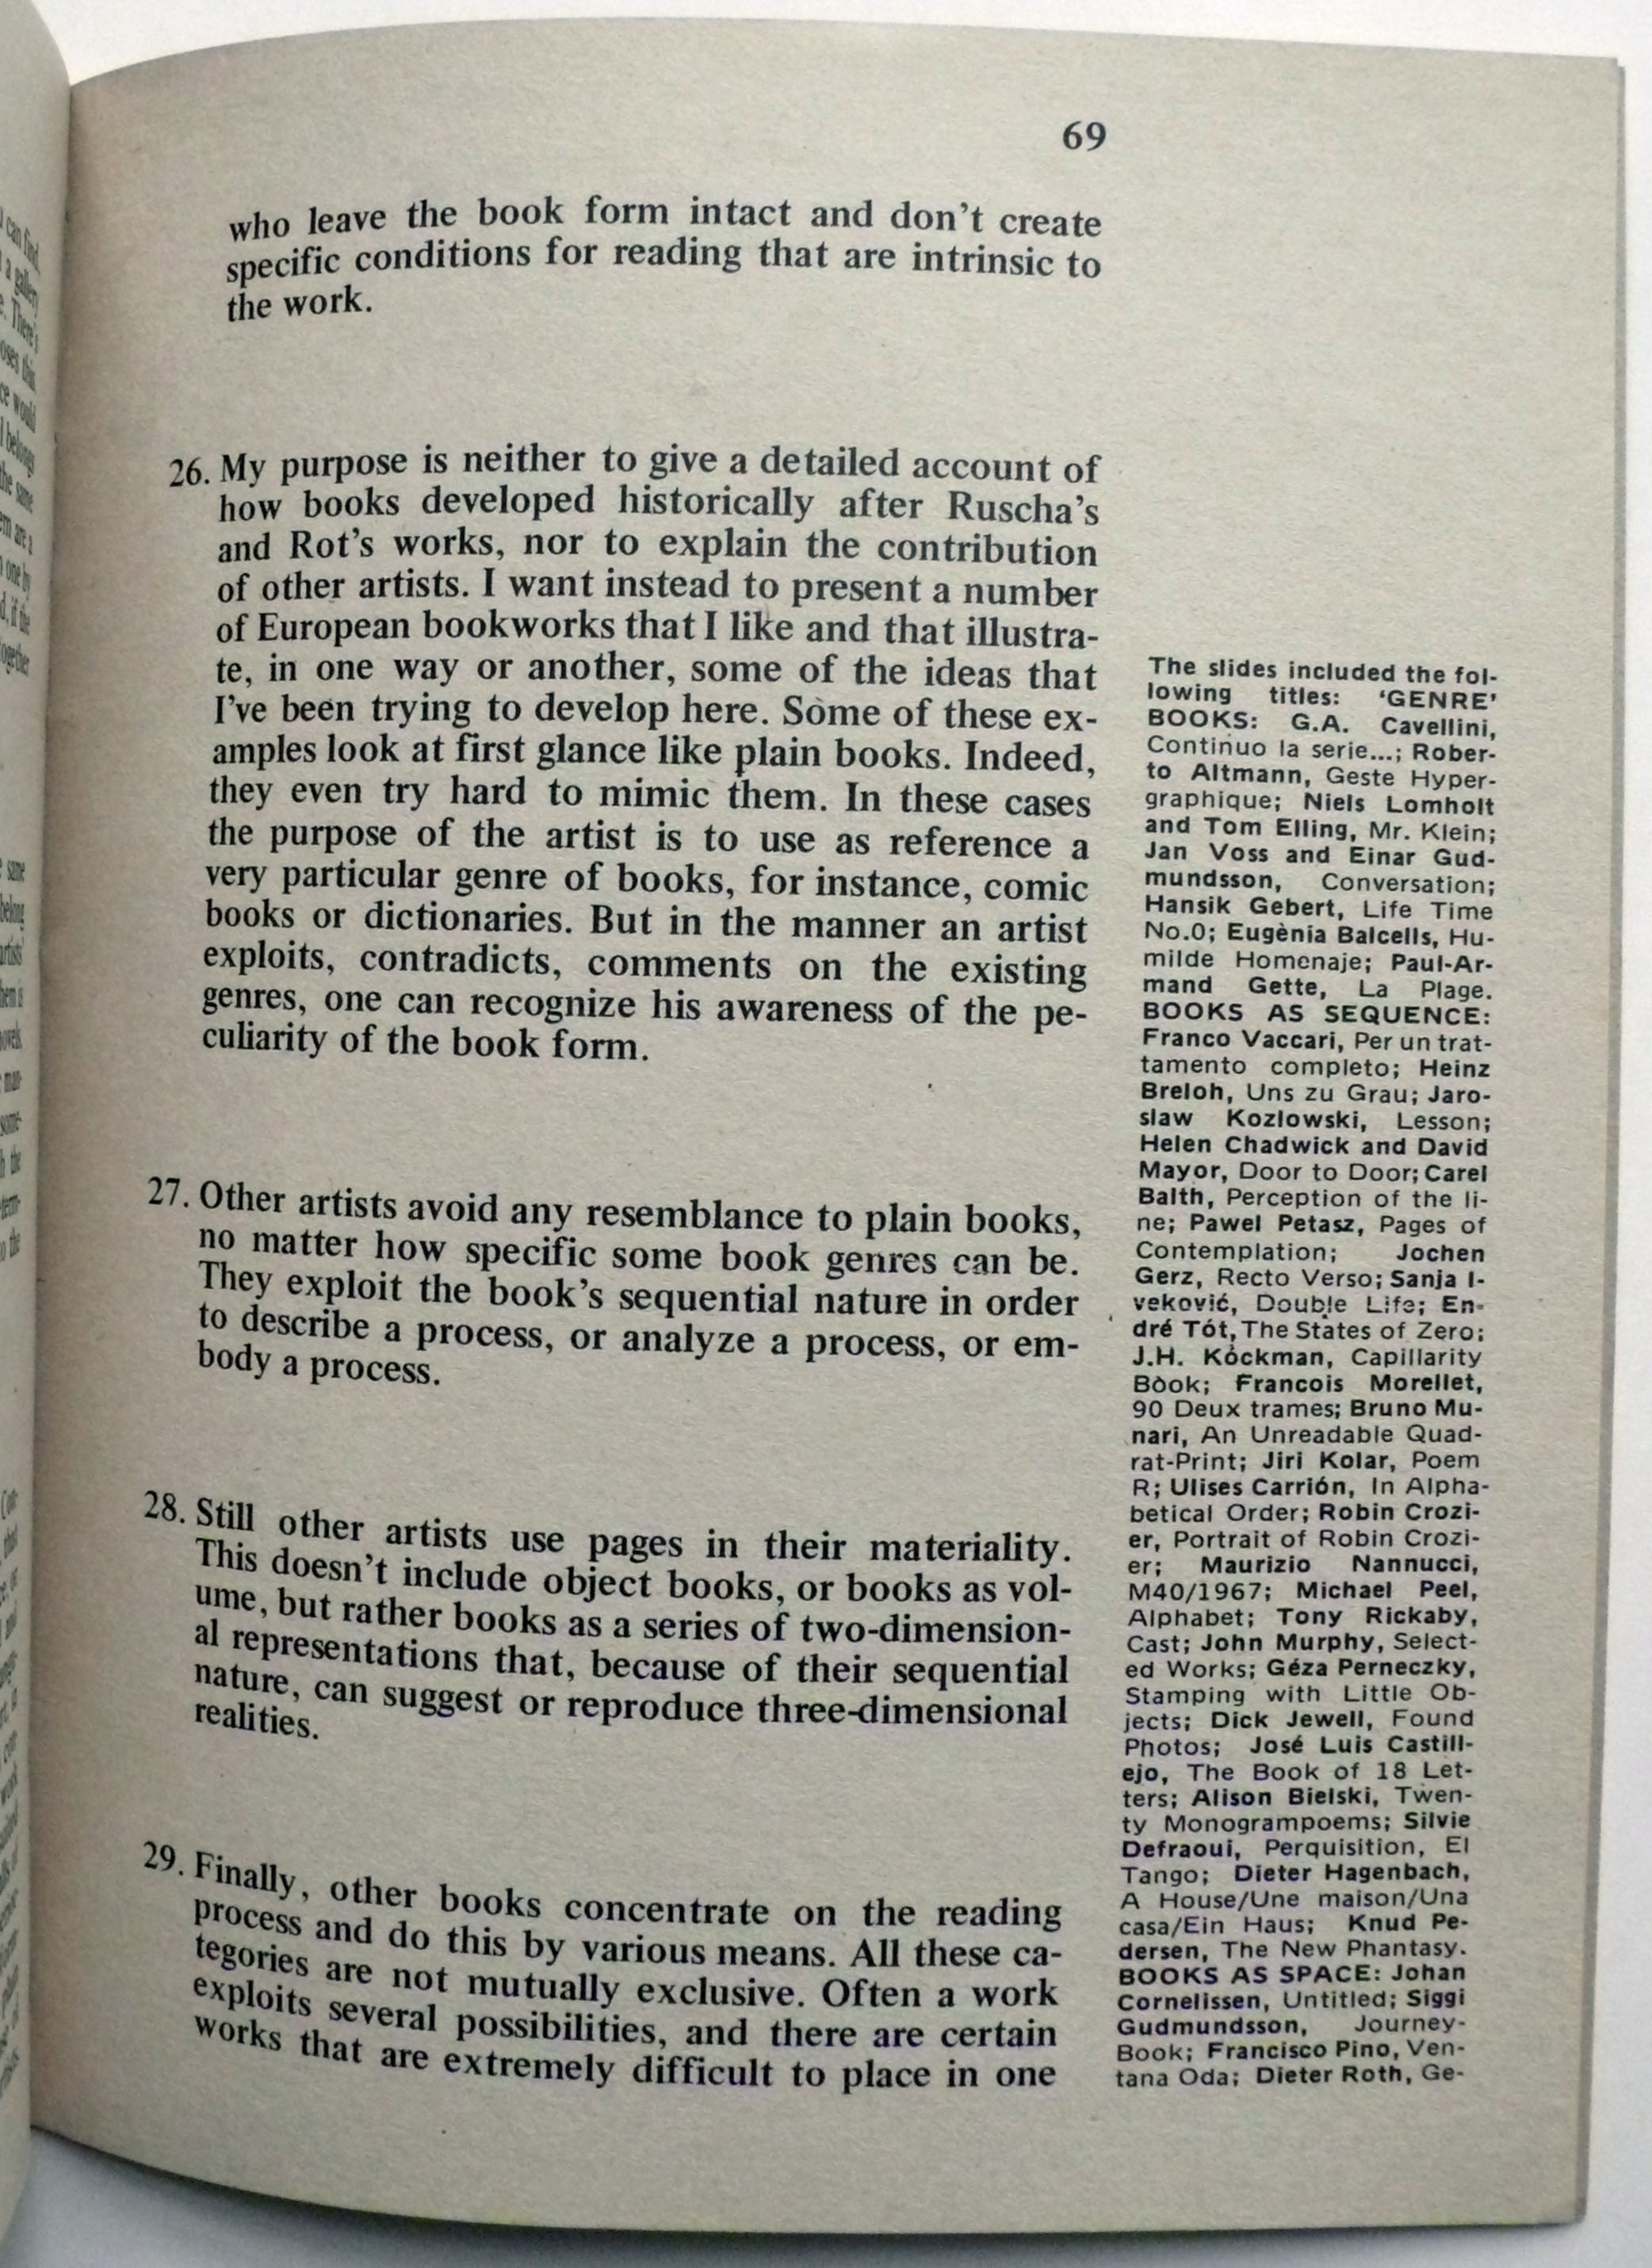 69
who leave the book form intact and don't create
specific conditions for reading that are intrinsic to
the work.
26. My purpose is neither to give a detailed account of
how books developed historically after Ruscha's
and Rot's works, nor to explain the contribution
of other artists. I want instead to present a number
of European bookworks that I like and that illustra-
te, in one way or another, some of the ideas that
I've been trying to develop here. Some of these ex-
amples look at first glance like plain books. Indeed,
they even try hard to mimic them. In these cases
the purpose of the artist is to use as reference a
very particular genre of books, for instance, comic
books or dictionaries. But in the manner an artist
exploits, contradicts, comments on the existing
genres, one can recognize his awareness of the pe-
culiarity of the book form.
27. Other artists avoid any resemblance to plain books,
no matter how specific some book genres can be.
They exploit the book's sequential nature in order
to describe a process, or analyze a process, or em-
body a process.
28. Still other artists use pages in their materiality.
This doesn't include object books, or books as vol-
ume, but rather books as a series of two-dimension-
al representations that, because of their sequential
nature, can suggest or reproduce three-dimensional
realities.
29. Finally, other books concentrate on the reading
process and do this by various means. All these ca-
tegories are not mutually exclusive. Often a work
exploits several possibilities, and there are certain
works that are extremely difficult to place in one
The slides included the fol-
lowing titles: 'GENRE'
BOOKS: G.A. Cavellini,
Continuo la serie...; Rober-
to Altmann, Geste Hyper-
graphique; Niels Lomholt
and Tom Elling, Mr. Klein;
Jan Voss and Einar Gud-
mundsson, Conversation;
Hansik Gebert, Life Time
No.0; Eugènia Balcells, Hu-
milde Homenaje; Paul-Ar-
mand Gette, La Plage.
BOOKS AS SEQUENCE:
Franco Vaccari, Per un trat-
tamento completo; Heinz
Breloh, Uns zu Grau; Jaro-
slaw Kozlowski, Lesson;
Helen Chadwick and David
Mayor, Door to Door; Carel
Balth, Perception of the li-
ne; Pawel Petasz, Pages of
Contemplation; Jochen
Gerz, Recto Verso; Sanja I-
veković, Double Life; En-
dré Tót, The States of Zero;
J.H. Kockman, Capillarity
Book; Francois Morellet,
90 Deux trames; Bruno Mu-
nari, An Unreadable Quad-
rat-Print; Jiri Kolar, Poem
R; Ulises Carrión, In Alpha-
betical Order; Robin Crozi-
er, Portrait of Robin Crozi-
er; Maurizio Nannucci,
M40/1967; Michael Peel,
Alphabet; Tony Rickaby,
Cast; John Murphy, Select-
ed Works; Géza Perneczky,
Stamping with Little Ob-
jects; Dick Jewell, Found
Photos; José Luis Castill-
ejo, The Book of 18 Let-
ters; Alison Bielski, Twen-
ty Monogrampoems; Silvie
Defraoui, Perquisition, El
Tango; Dieter Hagenbach,
A House/Une maison/Una
casa/Ein Haus; Knud Pe-
dersen, The New Phantasy.
BOOKS AS SPACE: Johan
Cornelissen, Untitled; Siggi
Gudmundsson, Journey-
Book; Francisco Pino, Ven-
tana Oda; Dieter Roth, Ge-